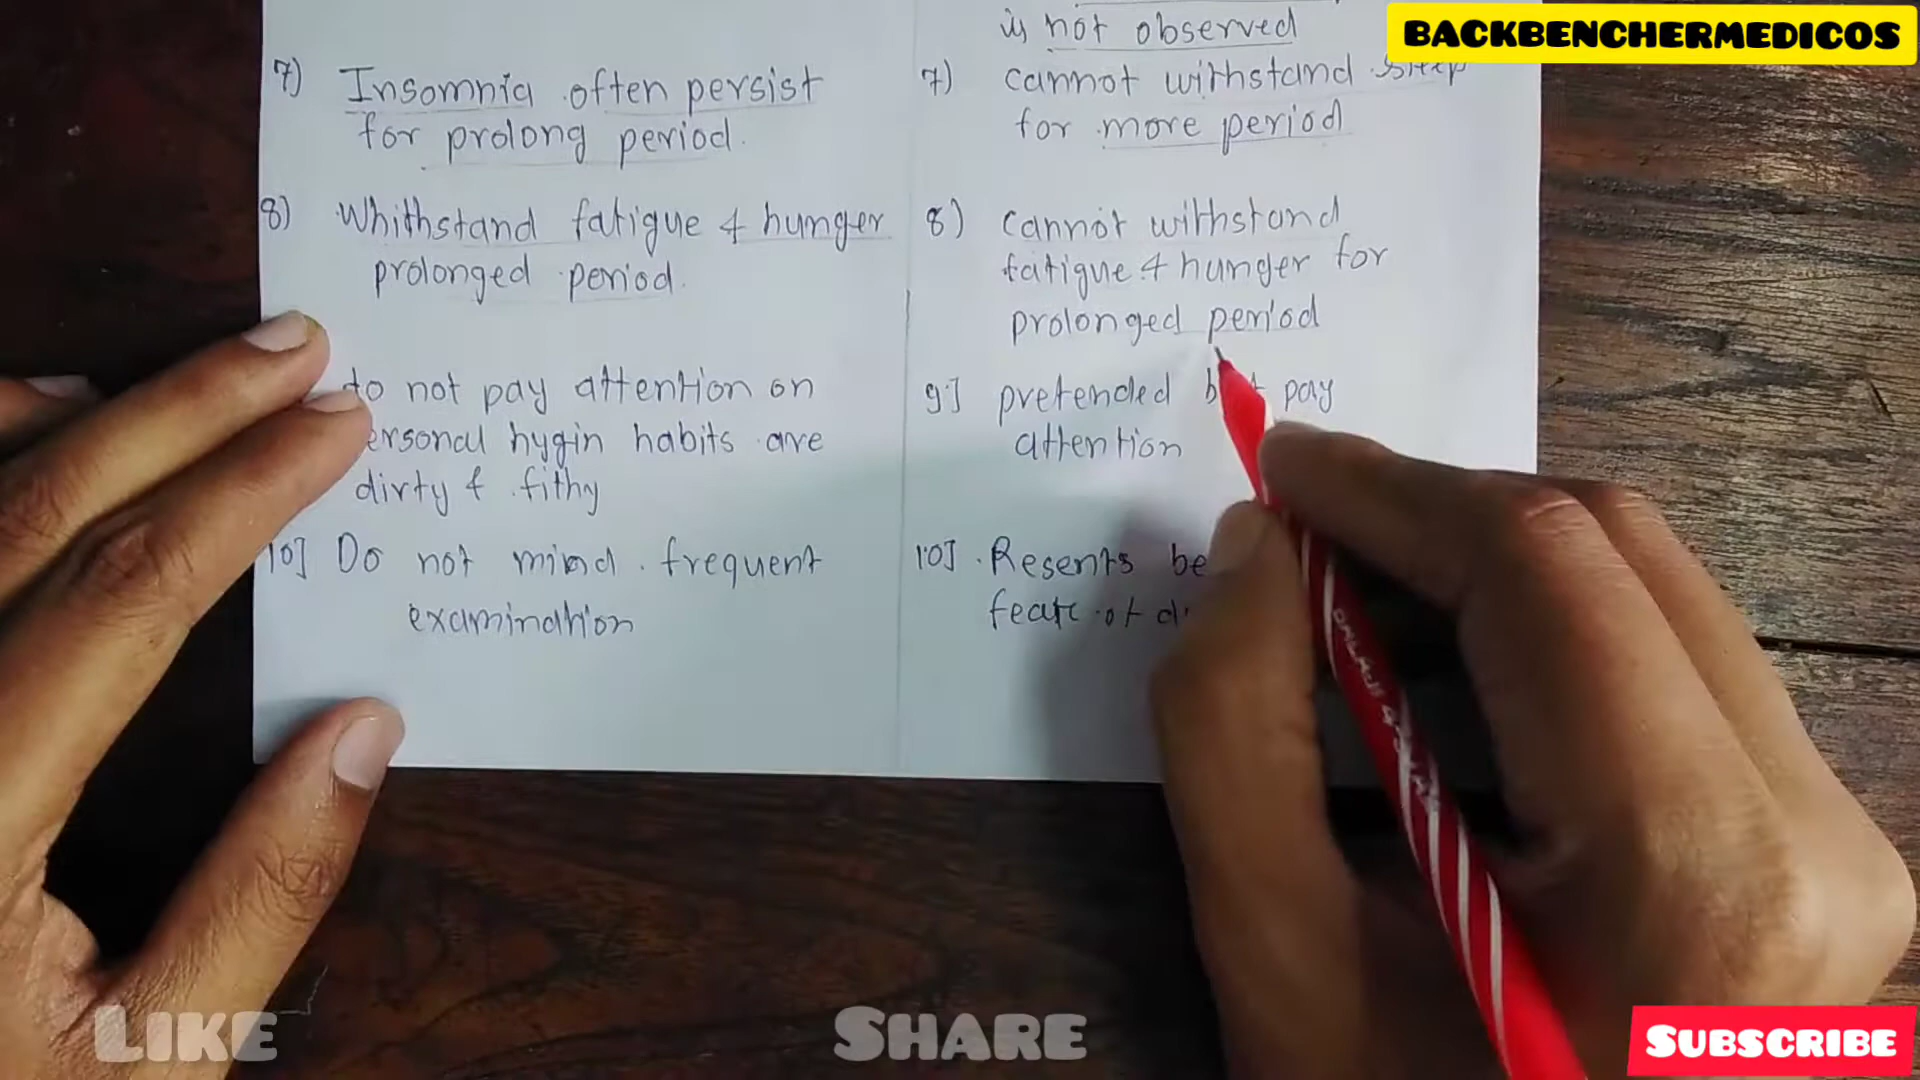 is not observed
BACKBENCHERMEDICOS
7) Insomnia often persist
for prolong period.
7) cannot withstand sleep
for more period
8) Whithstand fatigue & hunger
prolonged period.
8) cannot withstand
fatigue & hunger for
prolonged period
do not pay attention on
ersonal hygin habits are
dirty & fithy
9] pretended pay
attention
10] Do not mind frequent
examination
10] Resents
of
LIKE
SHARE
SUBSCRIBE